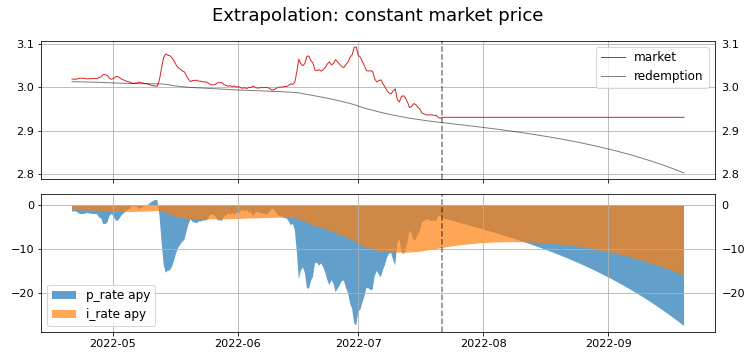 Extrapolation: constant market price
3.1 3.1
market
redemption
3.0 3.0
2.9 2.9
2.8 2.8
0 0
−10 −10
−20 −20
p_rate apy
i_rate apy
2022-05 2022-06 2022-07 2022-08 2022-09